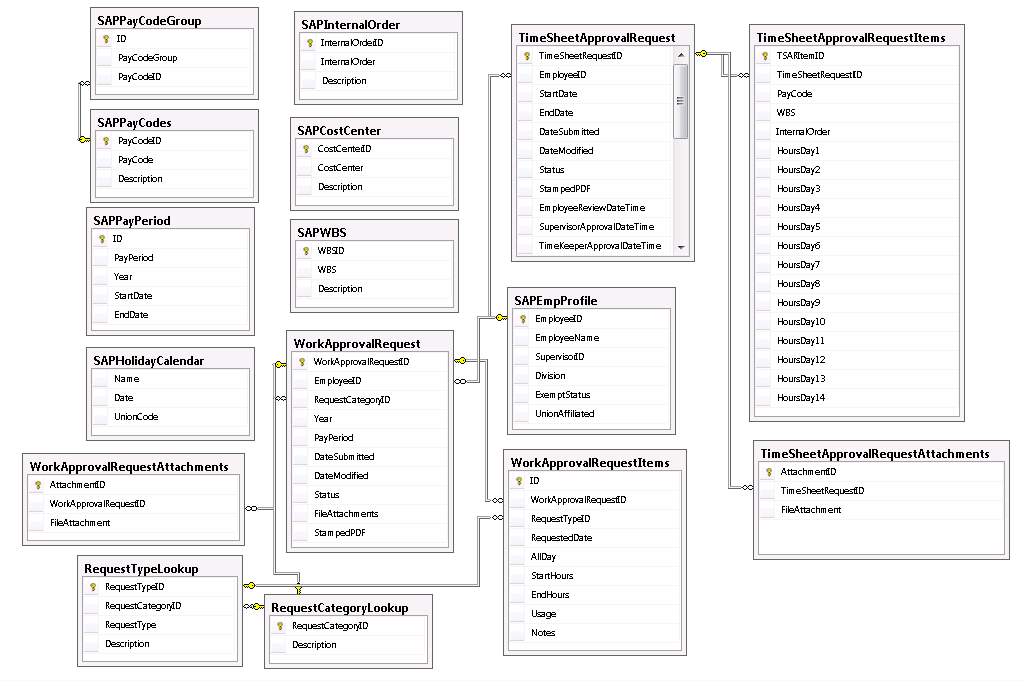 SAPPayCodeGroup
ID
PayCodeGroup
PayCodeID
SAPPayCodes
PayCodeID
PayCode
Description
SAPPayPeriod
ID
PayPeriod
Year
StartDate
EndDate
SAPHolidayCalendar
Name
Date
UnionCode
WorkApprovalRequestAttachments
AttachmentID
WorkApprovalRequestID
FileAttachment
RequestTypeLookup
RequestTypeID
RequestCategoryID
RequestType
Description
SAPInternalOrder
InternalOrderID
InternalOrder
Description
SAPCostCenter
CostCenterID
CostCenter
Description
SAPWBS
WBSID
WBS
Description
WorkApprovalRequest
WorkApprovalRequestID
EmployeeID
RequestCategoryID
Year
PayPeriod
DateSubmitted
DateModified
Status
FileAttachments
StampedPDF
RequestCategoryLookup
RequestCategoryID
Description
TimeSheetApprovalRequest
TimeSheetRequestID
EmployeeID
StartDate
EndDate
DateSubmitted
DateModified
Status
StampedPDF
EmployeeReviewDateTime
SupervisorApprovalDateTime
TimeKeeperApprovalDateTime
SAPEmpProfile
EmployeeID
EmployeeName
SupervisorID
Division
ExemptStatus
UnionAffiliated
WorkApprovalRequestItems
ID
WorkApprovalRequestID
RequestTypeID
RequestedDate
AllDay
StartHours
EndHours
Usage
Notes
TimeSheetApprovalRequestItems
TSARItemID
TimeSheetRequestID
PayCode
WBS
InternalOrder
HoursDay1
HoursDay2
HoursDay3
HoursDay4
HoursDay5
HoursDay6
HoursDay7
HoursDay8
HoursDay9
HoursDay10
HoursDay11
HoursDay12
HoursDay13
HoursDay14
TimeSheetApprovalRequestAttachments
AttachmentID
TimeSheetRequestID
FileAttachment